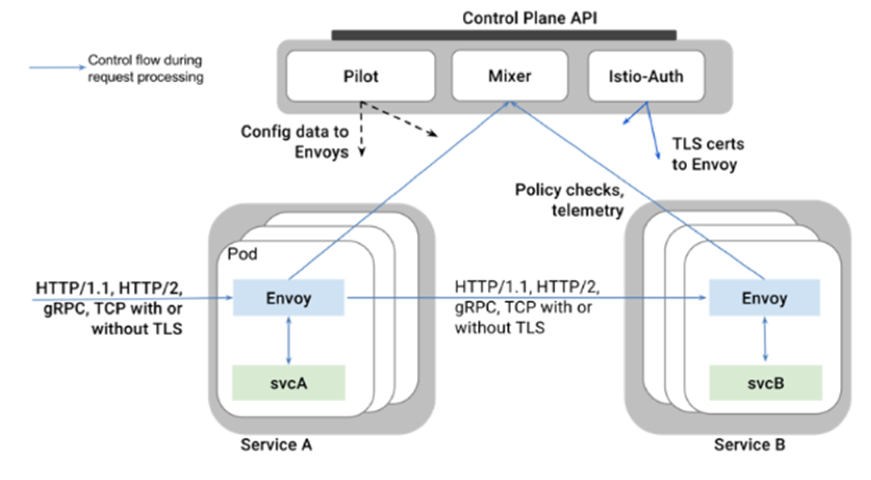 Control Plane API
Control flow during
request processing
Pilot
Mixer
Istio-Auth
Config data to
Envoys
TLS certs
to Envoy
Policy checks,
telemetry
Pod
HTTP/1.1, HTTP/2,
gRPC, TCP with or
without TLS
Envoy
HTTP/1.1, HTTP/2,
gRPC, TCP with or
without TLS
Envoy
svcA
svcB
Service A
Service B